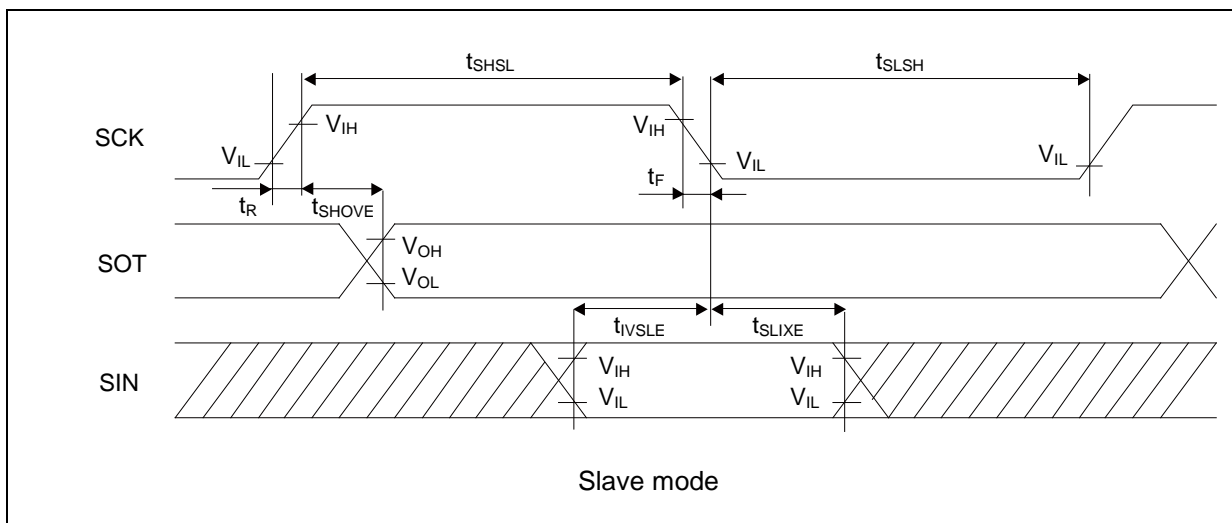 tSHSL
tSLSH
SCK
VIH
VIH
VIL
VIL
VIL
tF
tR
tSHOVE
SOT
VOH
VOL
tIVSLE
tSLIXE
SIN
VIH
VIH
VIL
VIL
Slave mode